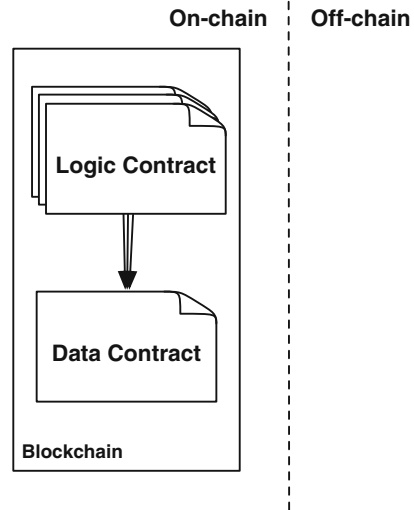 On-chain
Off-chain
Logic Contract
Data Contract
Blockchain